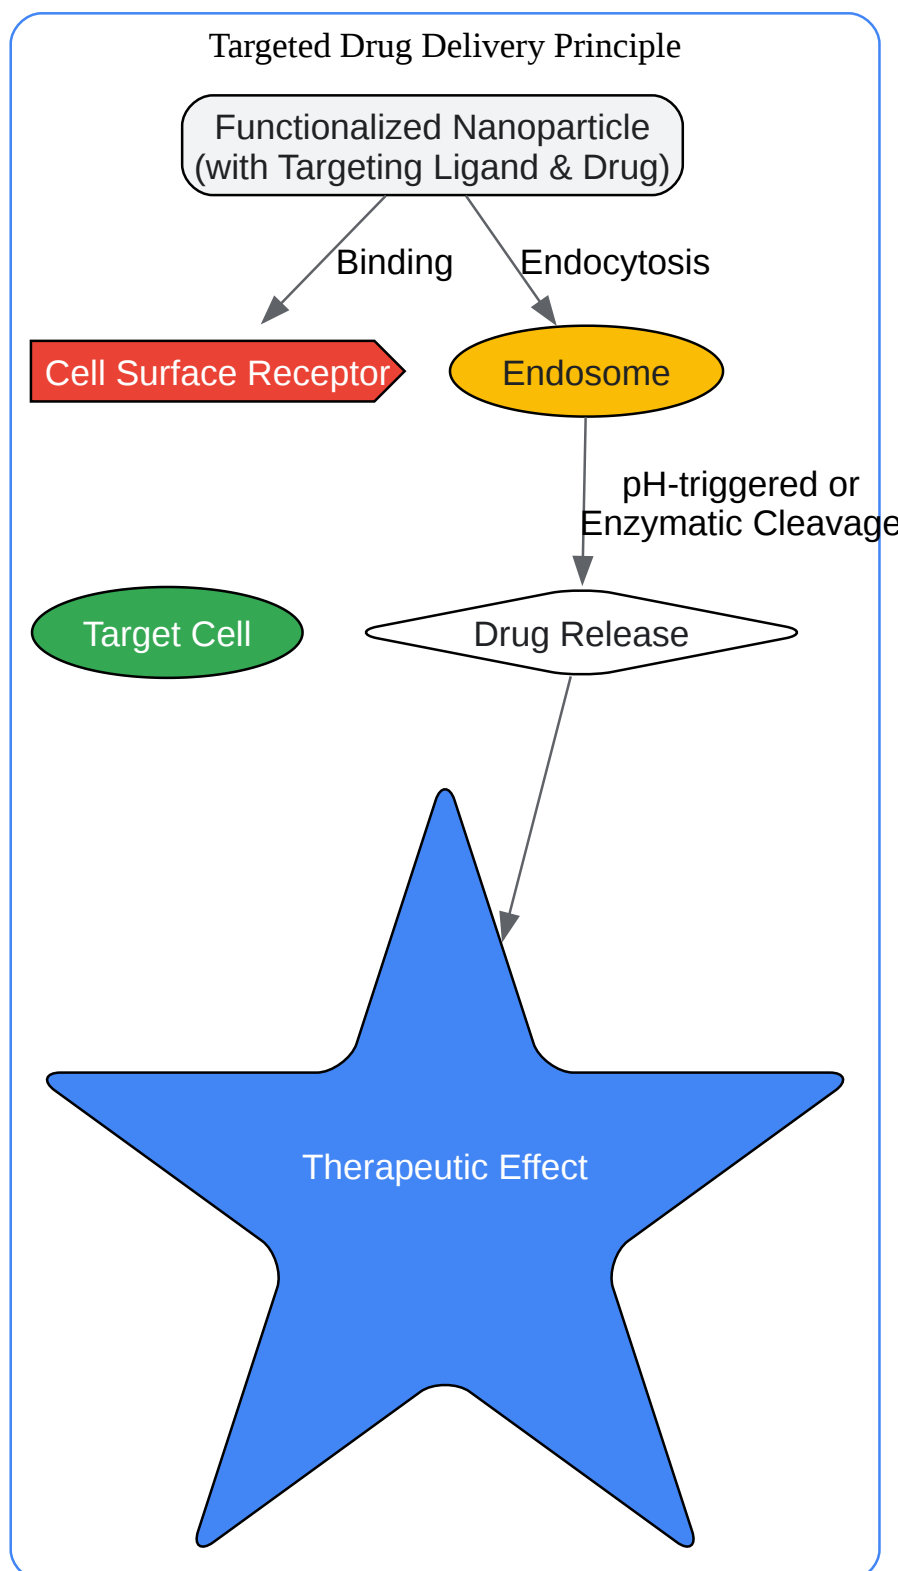 Targeted Drug Delivery Principle
Functionalized Nanoparticle
(with Targeting Ligand & Drug)
Binding
Endocytosis
Cell Surface Receptor
Endosome
pH-triggered or
Enzymatic Cleavage
Target Cell
Drug Release
Therapeutic Effect